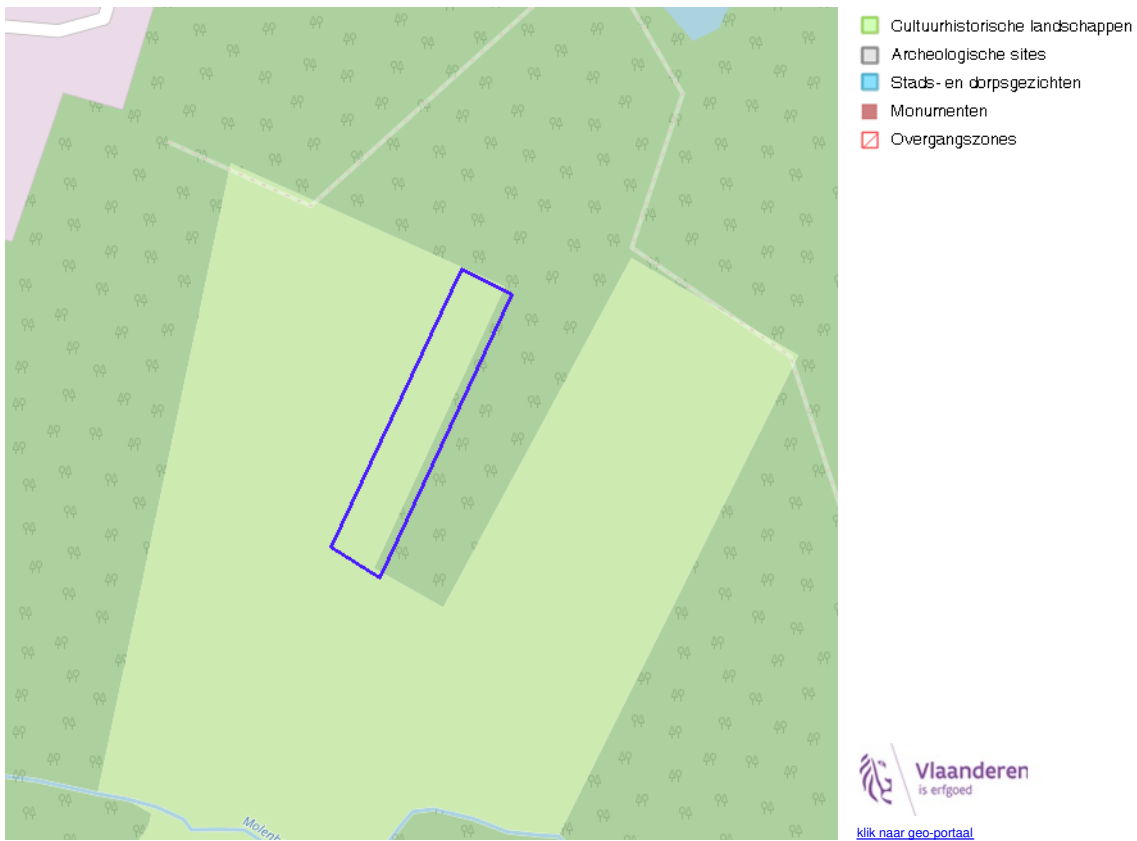 Cultuurhistorische landschappen
Archeologische sites
Stads- en dorpsgezichten
Monumenten
Overgangszones
Vlaanderen
is erfgoed
klik naar geo-portaal